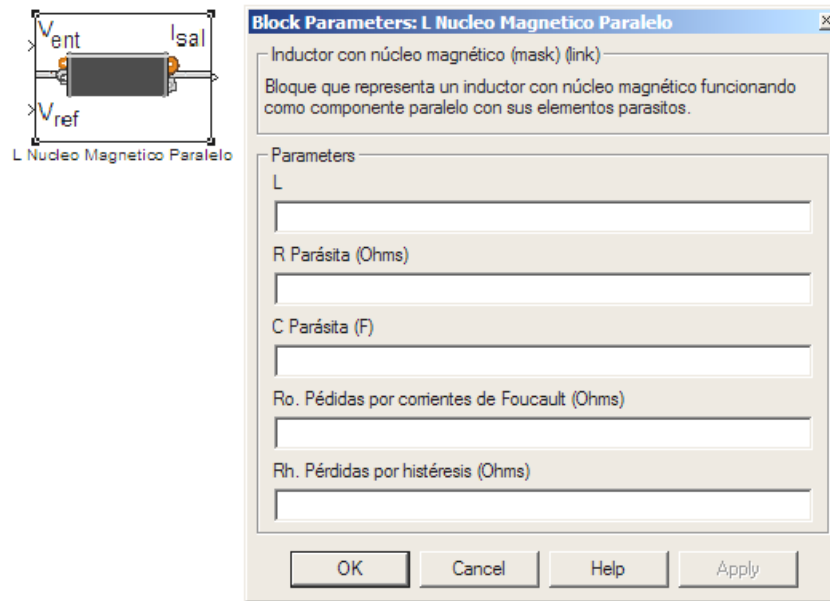 Vent Isal
Vref
L Nucleo Magnetico Paralelo
Block Parameters: L Nucleo Magnetico Paralelo
Inductor con núcleo magnético (mask) (link)
Bloque que representa un inductor con núcleo magnético funcionando
como componente paralelo con sus elementos parasitos.
Parameters
L
R Parásita (Ohms)
C Parásita (F)
Ro. Pédidas por corrientes de Foucault (Ohms)
Rh. Pérdidas por histéresis (Ohms)
OK Cancel Help Apply